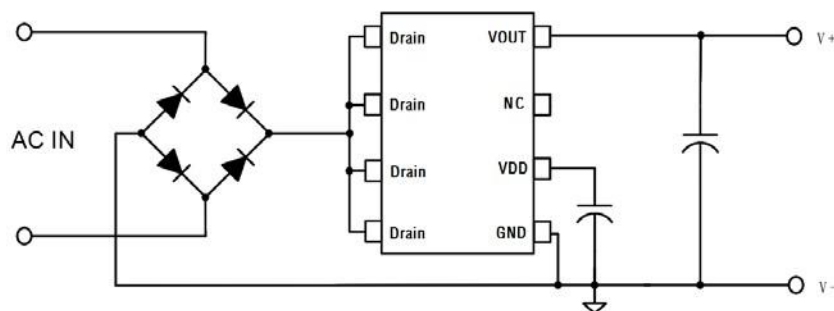 Drain VOUT V+
Drain NC
AC IN
Drain VDD
Drain GND
V-